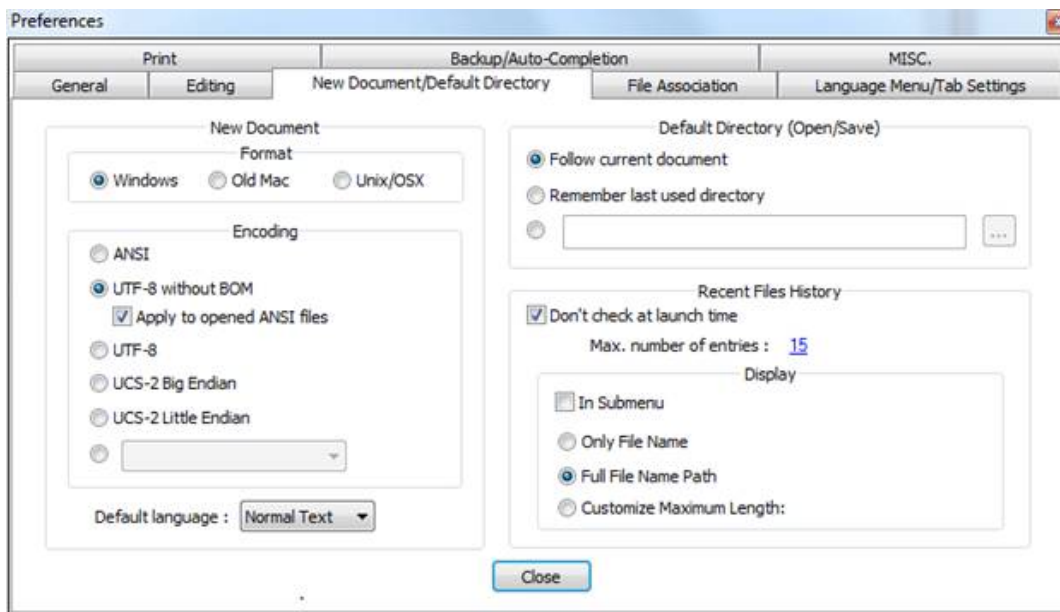 Preferences
Print Backup/Auto-Completion MISC.
General Editing New Document/Default Directory File Association Language Menu/Tab Settings
New Document
Format
Windows Old Mac Unix/OSX
Encoding
ANSI
UTF-8 without BOM
Apply to opened ANSI files
UTF-8
UCS-2 Big Endian
UCS-2 Little Endian
Default language : Normal Text
Default Directory (Open/Save)
Follow current document
Remember last used directory
...
Recent Files History
Don't check at launch time
Max. number of entries : 15
Display
In Submenu
Only File Name
Full File Name Path
Customize Maximum Length:
Close